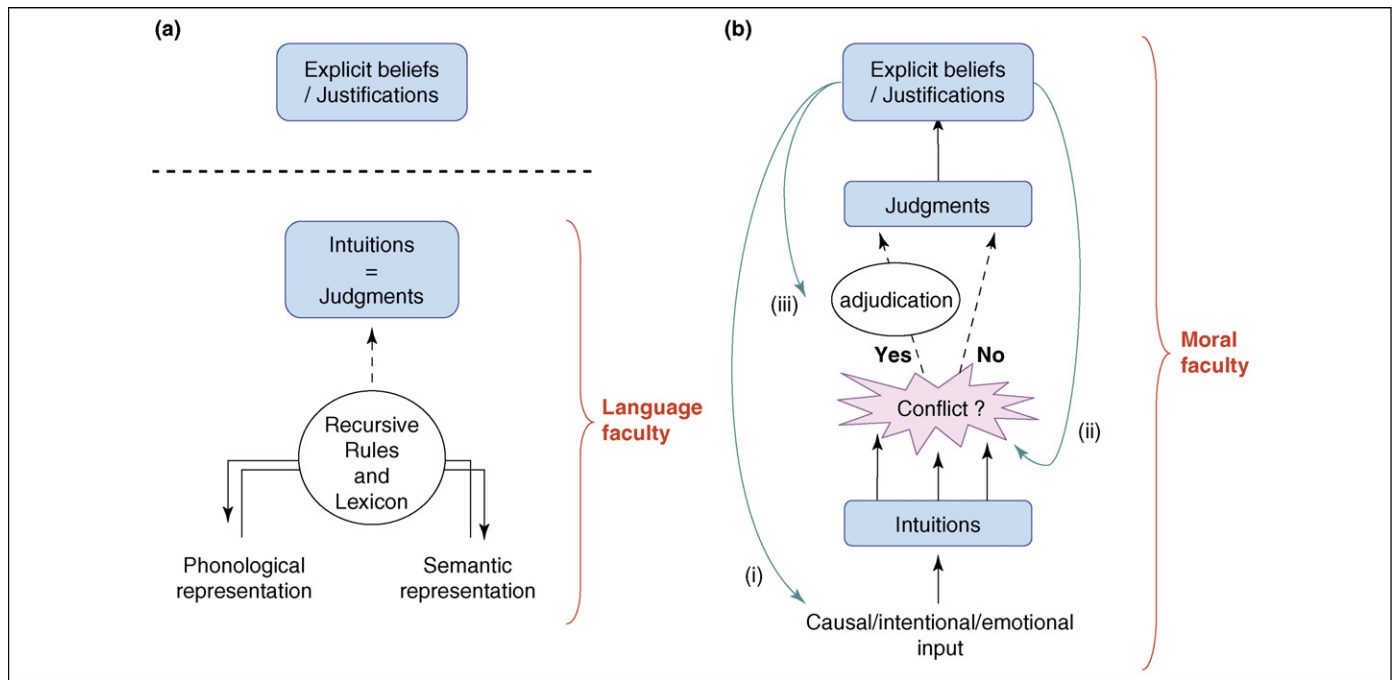 (a)
Explicit beliefs
/ Justifications
Intuitions
=
Judgments
Recursive
Rules
and
Lexicon
Phonological
representation
Semantic
representation
Language
faculty
(b)
Explicit beliefs
/ Justifications
Judgments
(iii)
adjudication
Yes
No
Conflict ?
(ii)
Intuitions
(i)
Causal/intentional/emotional
input
Moral
faculty